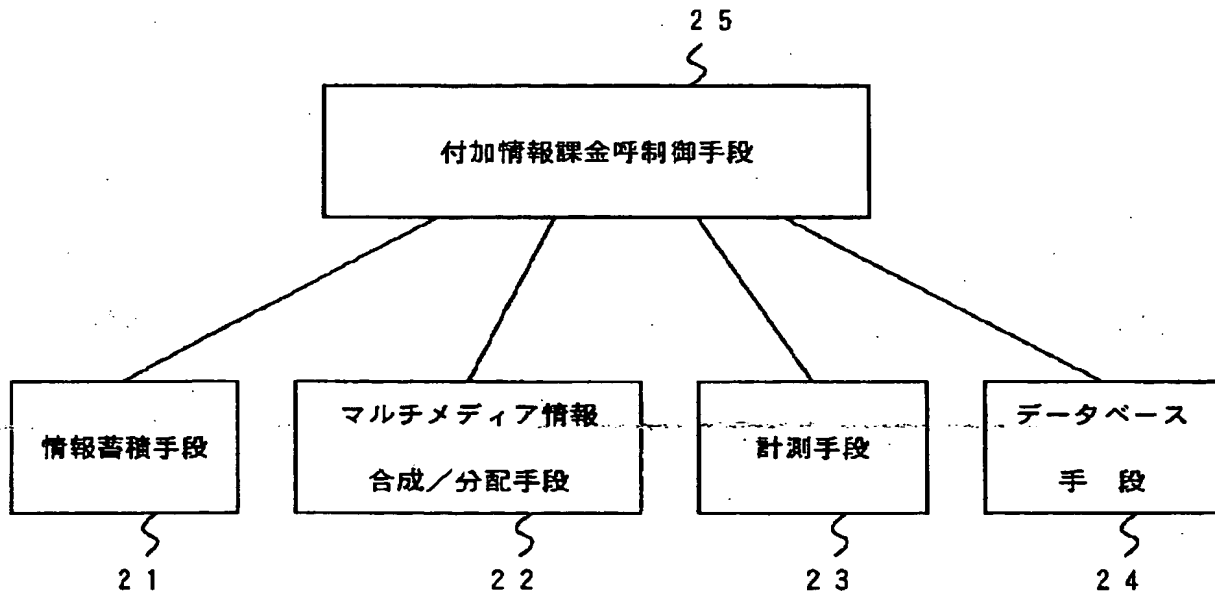 25
付加情報課金呼制御手段
情報蓄積手段
マルチメディア情報
合成／分配手段
計測手段
データベース
手 段
21
22
23
24